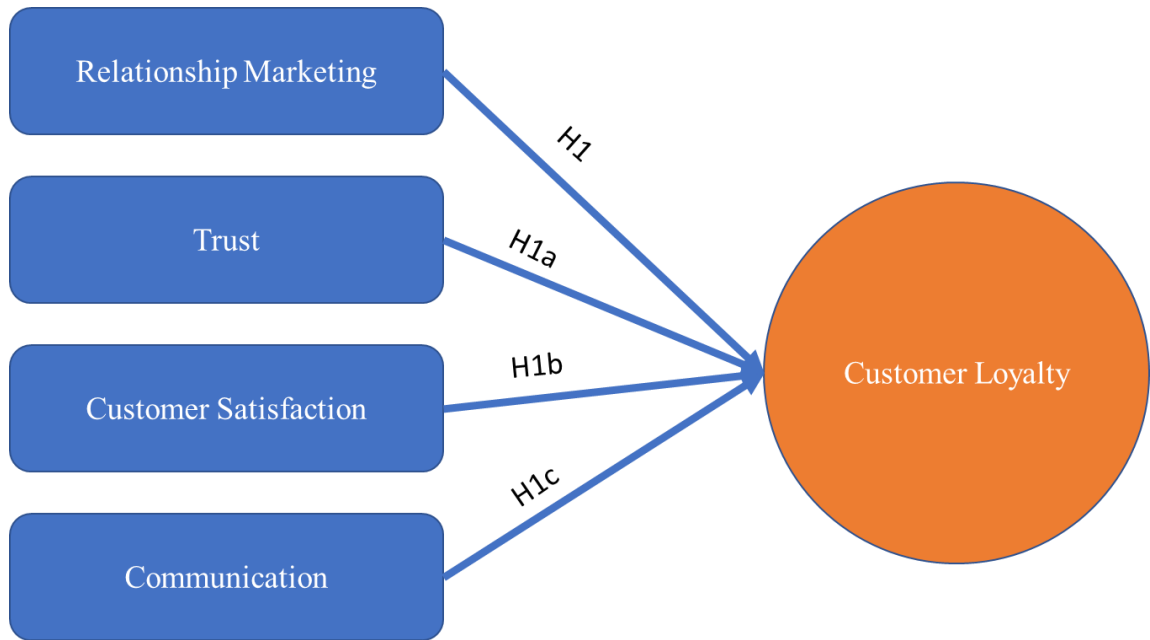 Relationship Marketing
H1
Trust
H1a
Customer Satisfaction
H1b
Communication
H1c
Customer Loyalty